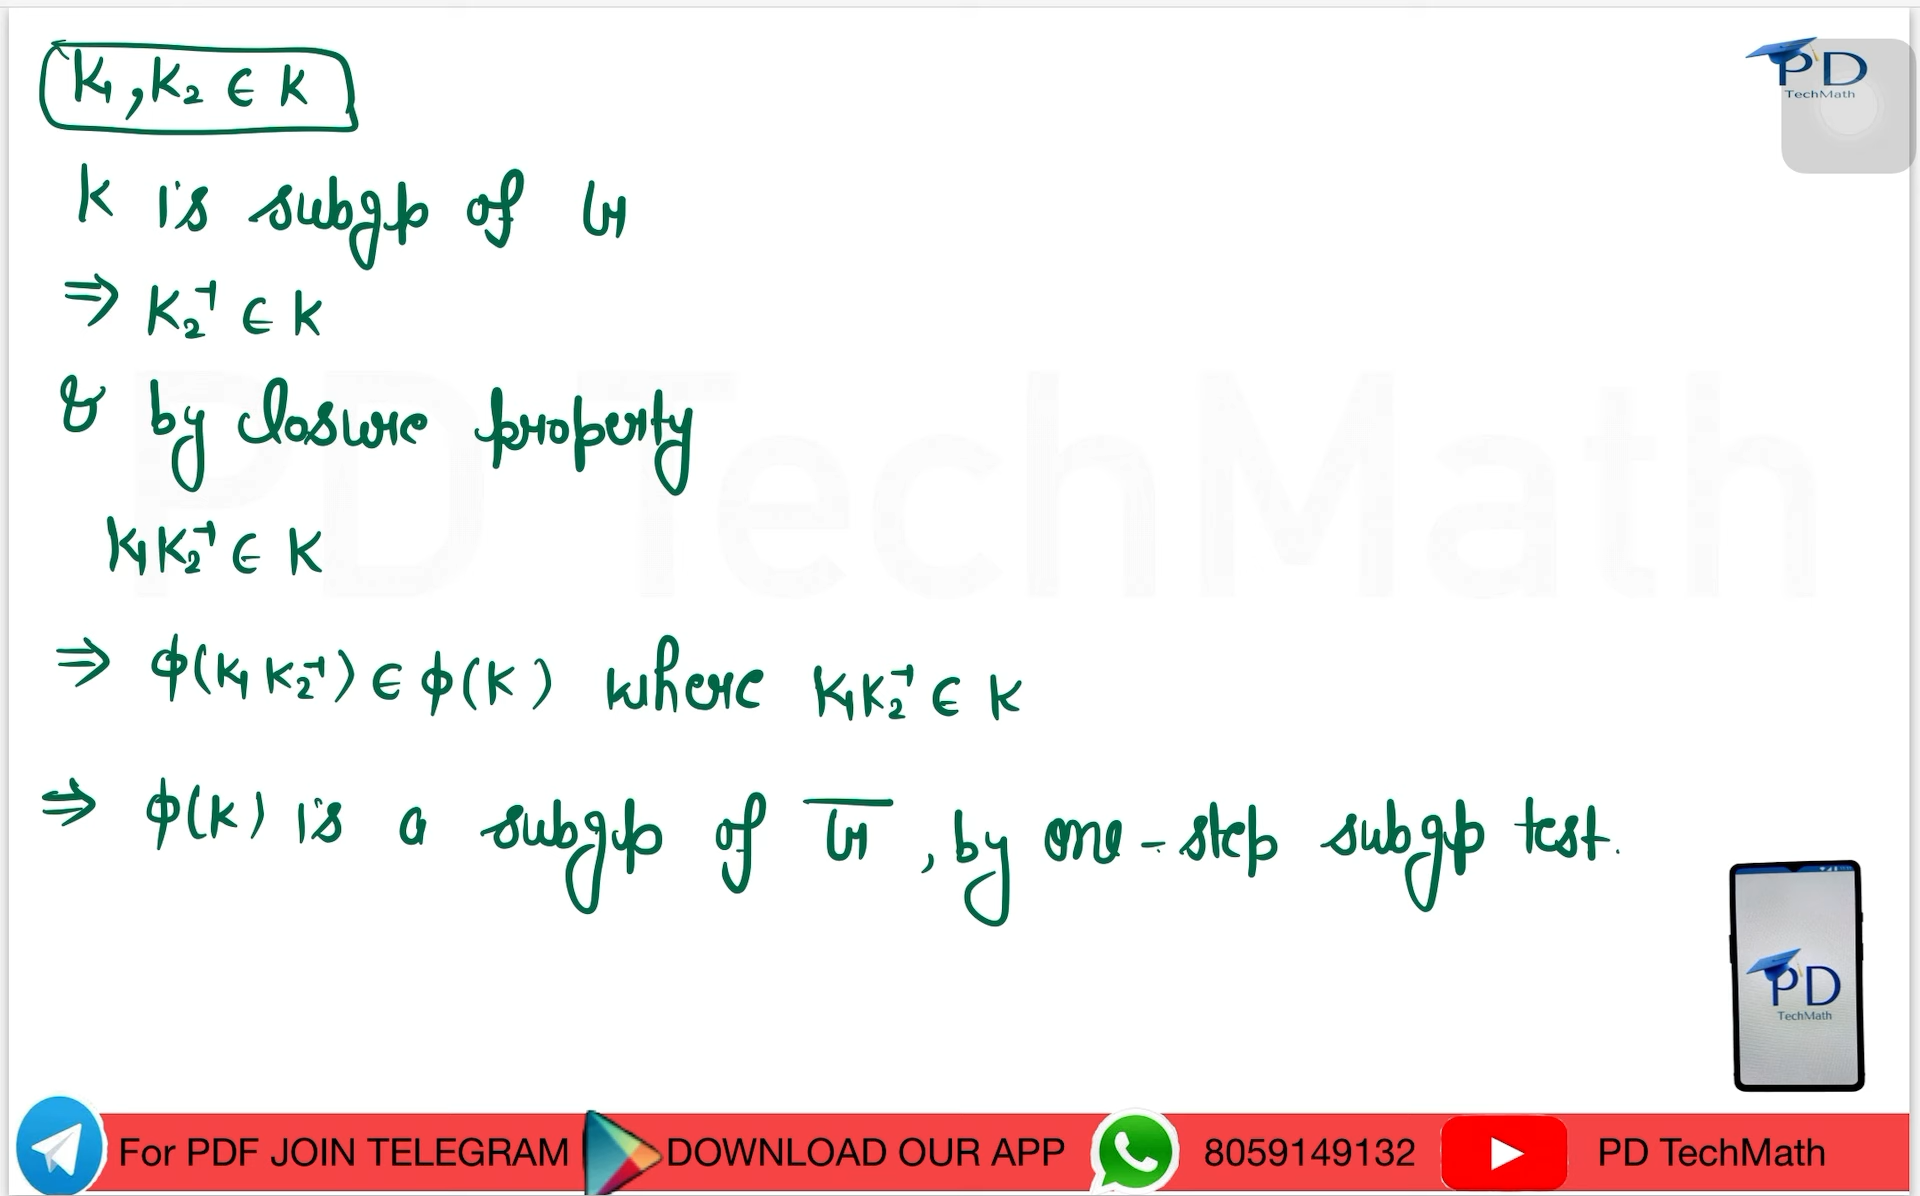 K₁, K₂ ∈ K
PD
TechMath
K is subgp of G
⇒ K₂⁻¹ ∈ K
& by closure property
K₁K₂⁻¹ ∈ K
⇒ ϕ(K₁K₂⁻¹) ∈ ϕ(K) where K₁K₂⁻¹ ∈ K
⇒ ϕ(K) is a subgp of G̅, by one-step subgp test.
PD TechMath
PD
TechMath
For PDF JOIN TELEGRAM DOWNLOAD OUR APP 8059149132 PD TechMath